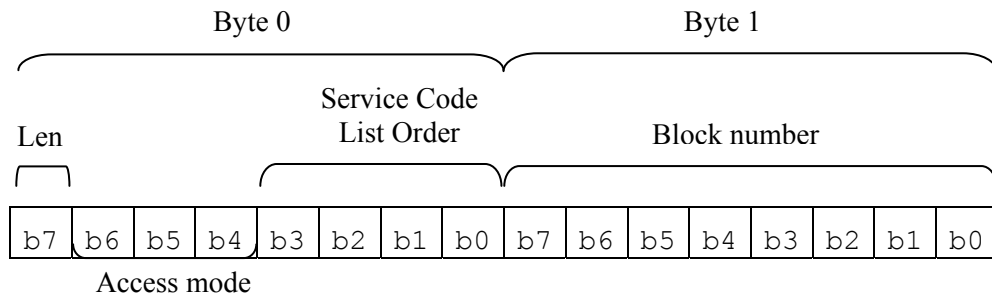 Byte 0 Byte 1
Service Code
List Order
Len Block number
b7 b6 b5 b4 b3 b2 b1 b0 b7 b6 b5 b4 b3 b2 b1 b0
Access mode